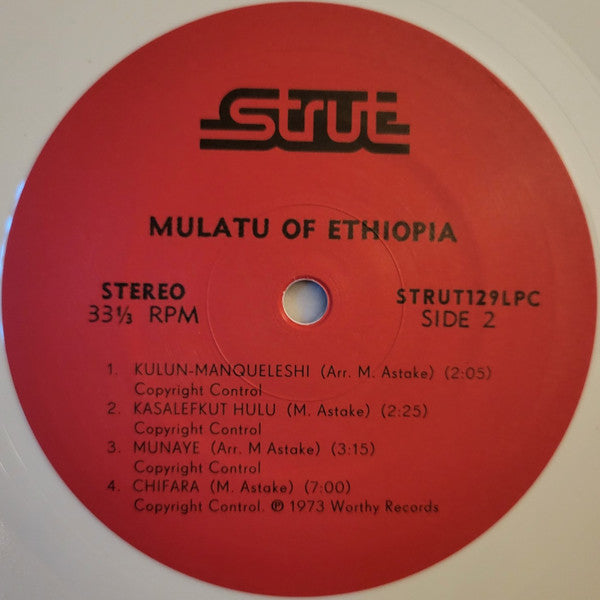 Strut
MULATU OF ETHIOPIA
STEREO
33⅓ RPM
STRUT129LPC
SIDE 2
1. KULUN-MANQUELESHI (Arr. M. Astake) (2:05)
Copyright Control
2. KASALEFKUT HULU (M. Astake) (2:25)
Copyright Control
3. MUNAYE (Arr. M Astake) (3:15)
Copyright Control
4. CHIFARA (M. Astake) (7:00)
Copyright Control. ℗ 1973 Worthy Records